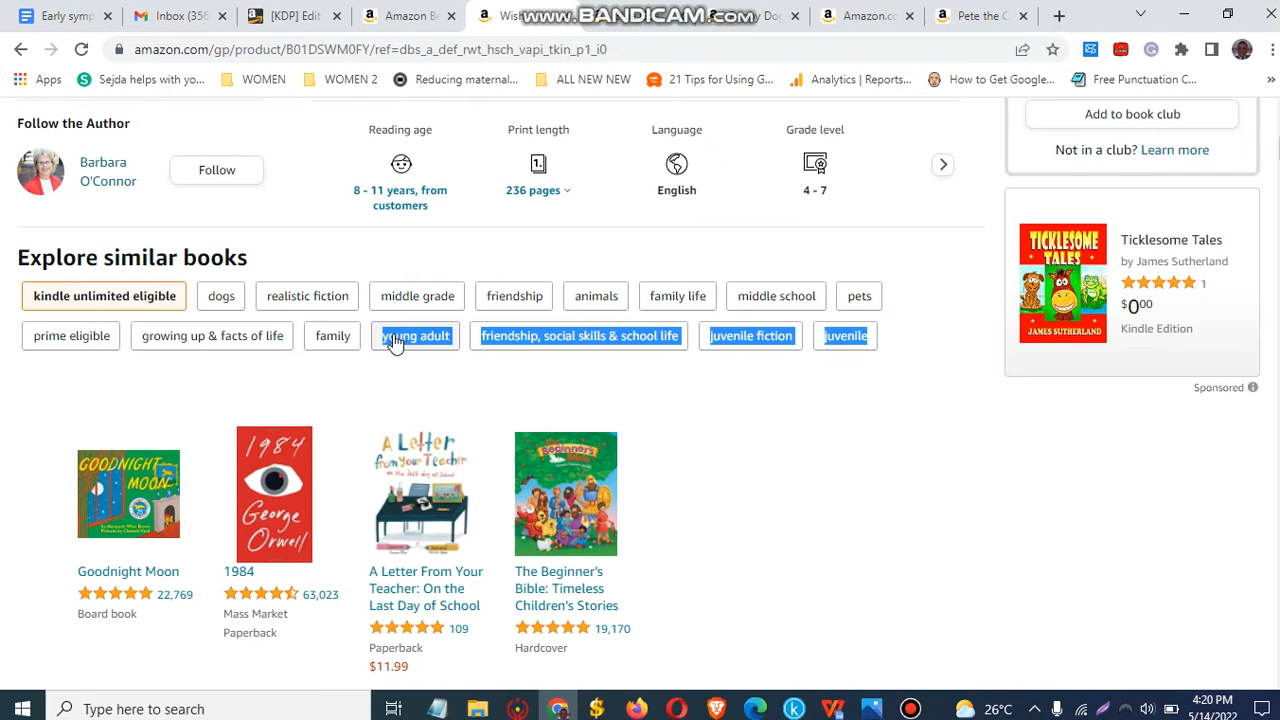 Early symp
Inbox (356
[KDP] Edit
Amazon B
Wish
www.BANDICAM.com
Dog
Amazon.co
Pete the C
amazon.com/gp/product/B01DSWM0FY/ref=dbs_a_def_rwt_hsch_vapi_tkin_p1_i0
Apps
Sejda helps with yo...
WOMEN
WOMEN 2
Reducing maternal...
ALL NEW NEW
21 Tips for Using G...
Analytics | Reports...
How to Get Google...
Free Punctuation C...
Follow the Author
Barbara
O'Connor
Follow
Reading age
8 - 11 years, from
customers
Print length
236 pages
Language
English
Grade level
4 - 7
Add to book club
Not in a club? Learn more
Explore similar books
kindle unlimited eligible
dogs
realistic fiction
middle grade
friendship
animals
family life
middle school
pets
prime eligible
growing up & facts of life
family
young adult
friendship, social skills & school life
juvenile fiction
juvenile
TICKLESOME
TALES
JAMES SUTHERLAND
Ticklesome Tales
by James Sutherland
1
$0.00
Kindle Edition
Sponsored
GOODNIGHT
MOON
Goodnight Moon
22,769
Board book
1984
George
Orwell
1984
63,023
Mass Market
Paperback
A Letter
from Your
Teacher
A Letter From Your
Teacher: On the
Last Day of School
109
Paperback
$11.99
The
Beginner's
Bible
The Beginner's
Bible: Timeless
Children's Stories
19,170
Hardcover
Type here to search
26°C
4:20 PM
5/14/2022